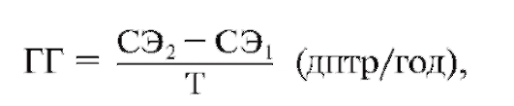 ГГ = СЭ₂ − СЭ₁ / Т (дптр/год),